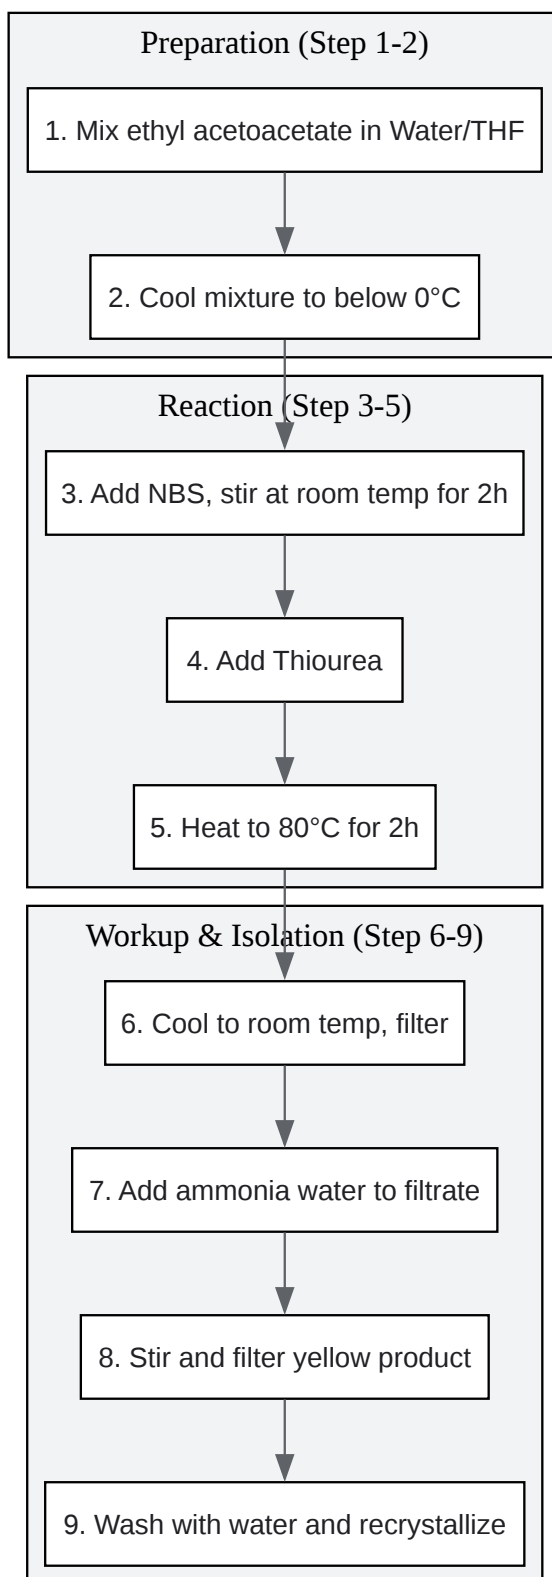 Preparation (Step 1-2)
1. Mix ethyl acetoacetate in Water/THF
2. Cool mixture to below 0°C
Reaction (Step 3-5)
3. Add NBS, stir at room temp for 2h
4. Add Thiourea
5. Heat to 80°C for 2h
Workup & Isolation (Step 6-9)
6. Cool to room temp, filter
7. Add ammonia water to filtrate
8. Stir and filter yellow product
9. Wash with water and recrystallize